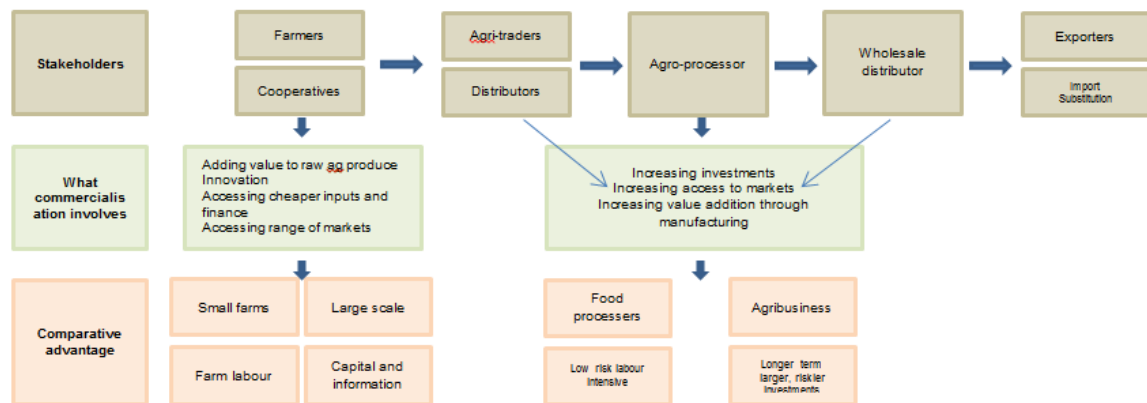 Stakeholders
Farmers
Cooperatives
Agri-traders
Distributors
Agro-processor
Wholesale
distributor
Exporters
Import
Substitution
What
commercialis
ation involves
Adding value to raw ag produce
Innovation
Accessing cheaper inputs and
finance
Accessing range of markets
Increasing investments
Increasing access to markets
Increasing value addition through
manufacturing
Comparative
advantage
Small farms
Large scale
Farm labour
Capital and
information
Food
processers
Agribusiness
Low risk labour
intensive
Longer term
larger, riskier
investments